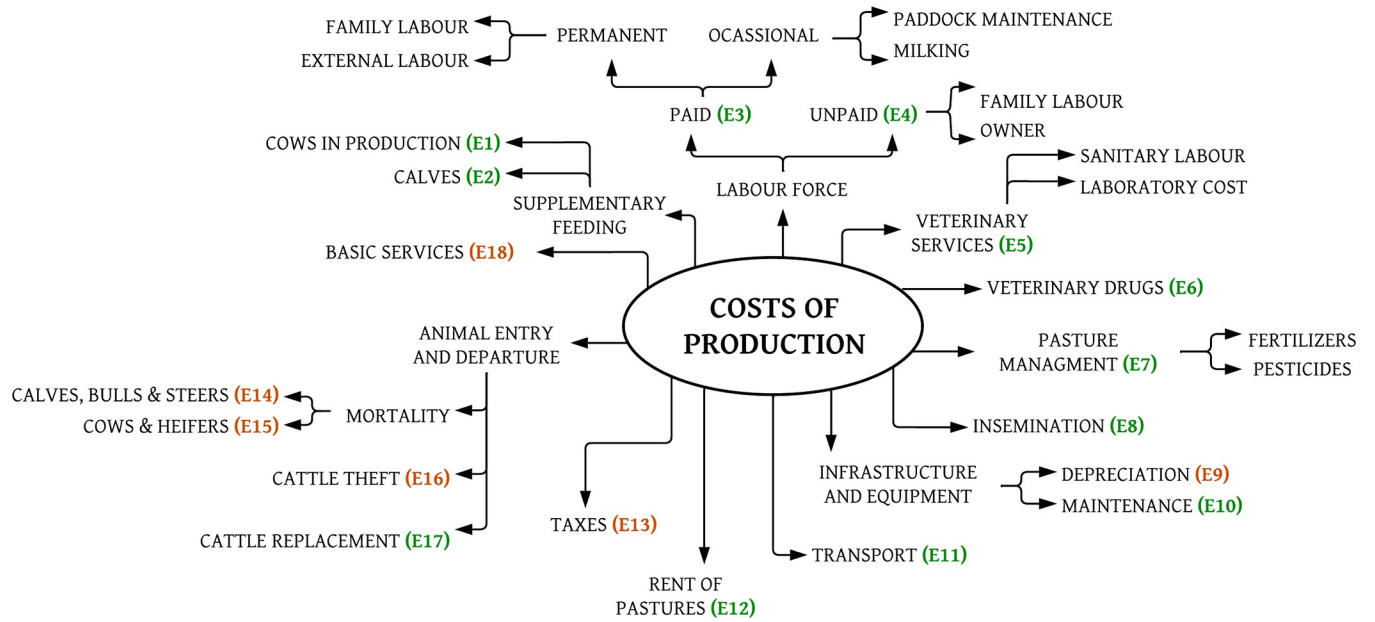 FAMILY LABOUR
EXTERNAL LABOUR
PERMANENT
OCASSIONAL
PADDOCK MAINTENANCE
MILKING
PAID (E3)
UNPAID (E4)
FAMILY LABOUR
OWNER
COWS IN PRODUCTION (E1)
CALVES (E2)
LABOUR FORCE
SANITARY LABOUR
LABORATORY COST
SUPPLEMENTARY
FEEDING
VETERINARY
SERVICES (E5)
BASIC SERVICES (E18)
VETERINARY DRUGS (E6)
COSTS OF
PRODUCTION
ANIMAL ENTRY
AND DEPARTURE
PASTURE
MANAGMENT (E7)
FERTILIZERS
PESTICIDES
CALVES, BULLS & STEERS (E14)
COWS & HEIFERS (E15)
MORTALITY
INSEMINATION (E8)
CATTLE THEFT (E16)
INFRASTRUCTURE
AND EQUIPMENT
DEPRECIATION (E9)
MAINTENANCE (E10)
CATTLE REPLACEMENT (E17)
TAXES (E13)
TRANSPORT (E11)
RENT OF
PASTURES (E12)